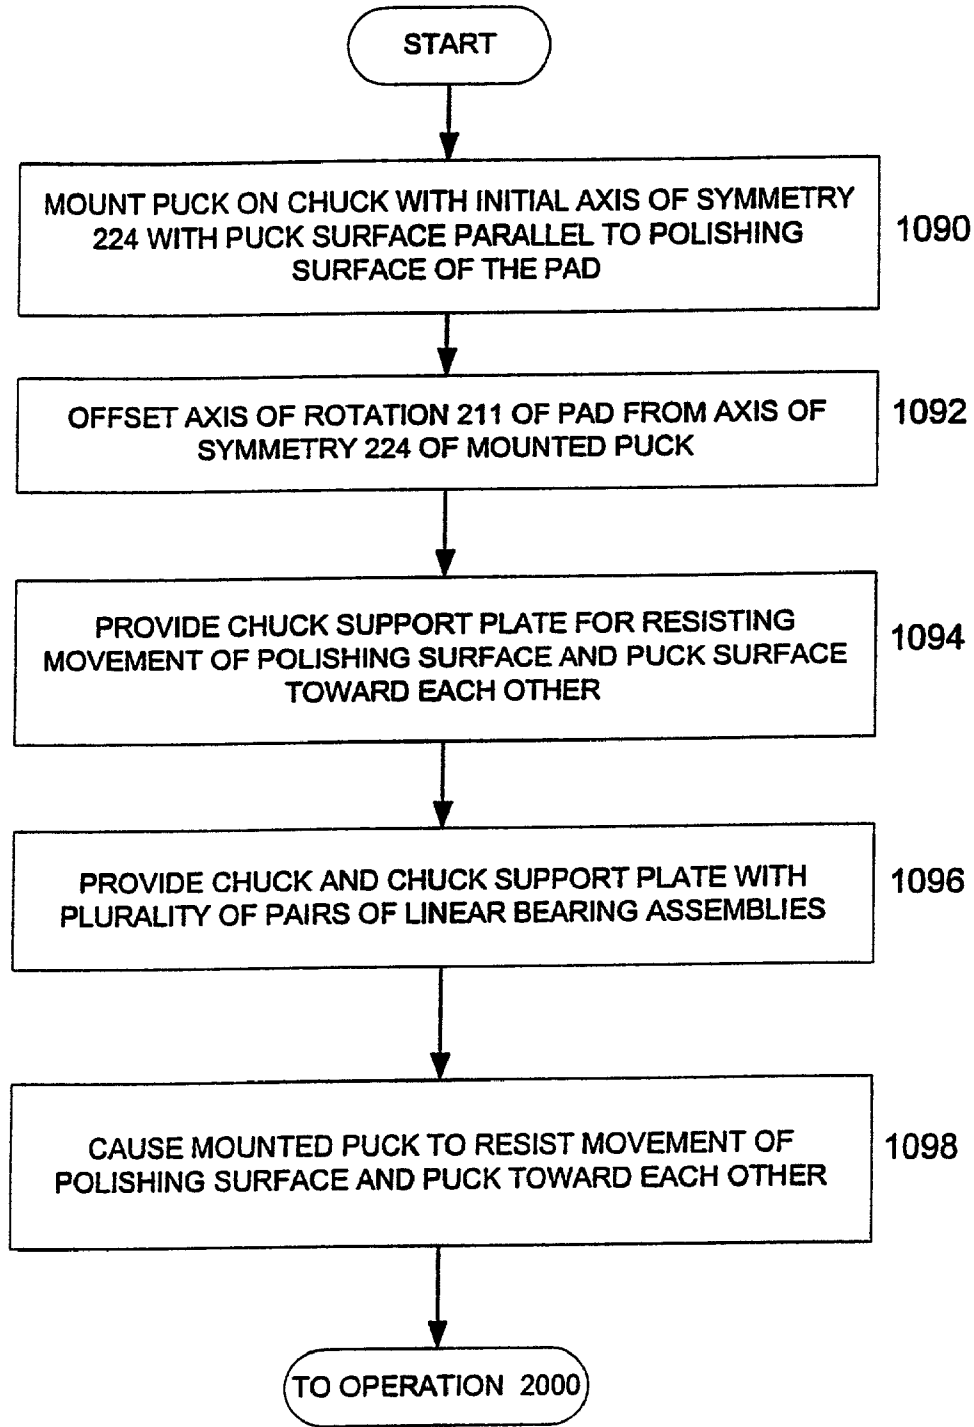 START
MOUNT PUCK ON CHUCK WITH INITIAL AXIS OF SYMMETRY
224 WITH PUCK SURFACE PARALLEL TO POLISHING
SURFACE OF THE PAD
1090
OFFSET AXIS OF ROTATION 211 OF PAD FROM AXIS OF
SYMMETRY 224 OF MOUNTED PUCK
1092
PROVIDE CHUCK SUPPORT PLATE FOR RESISTING
MOVEMENT OF POLISHING SURFACE AND PUCK SURFACE
TOWARD EACH OTHER
1094
PROVIDE CHUCK AND CHUCK SUPPORT PLATE WITH
PLURALITY OF PAIRS OF LINEAR BEARING ASSEMBLIES
1096
CAUSE MOUNTED PUCK TO RESIST MOVEMENT OF
POLISHING SURFACE AND PUCK TOWARD EACH OTHER
1098
TO OPERATION 2000